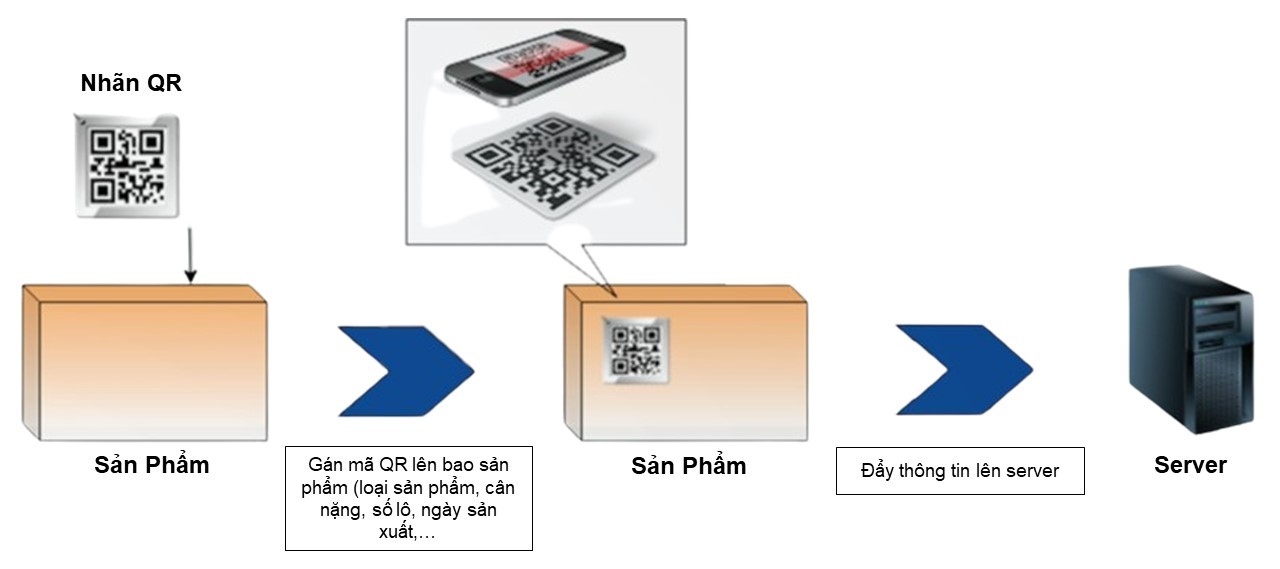 Nhãn QR
Sản Phẩm
Gán mã QR lên bao sản
phẩm (loại sản phẩm, cân
nặng, số lô, ngày sản
xuất,…
Sản Phẩm
Đẩy thông tin lên server
Server